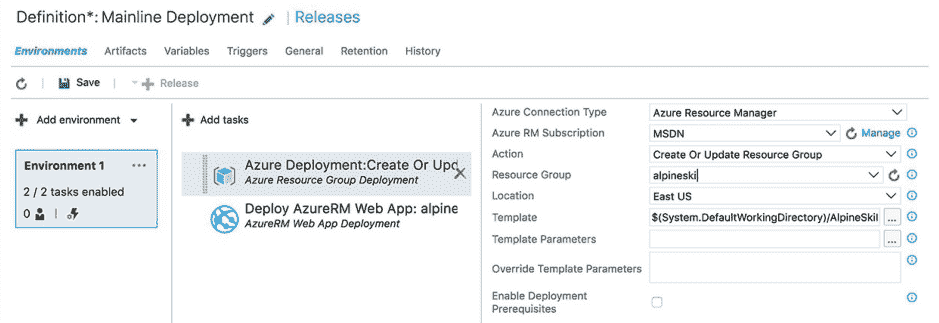 Definition*: Mainline Deployment | Releases
Environments Artifacts Variables Triggers General Retention History
Save Release
Add environment
Add tasks
Environment 1
2 / 2 tasks enabled
0
Azure Deployment:Create Or Upd
Azure Resource Group Deployment
Deploy AzureRM Web App: alpine
AzureRM Web App Deployment
Azure Connection Type Azure Resource Manager
Azure RM Subscription MSDN Manage
Action Create Or Update Resource Group
Resource Group alpineski
Location East US
Template $(System.DefaultWorkingDirectory)/AlpineSkil ...
Template Parameters ...
Override Template Parameters
Enable Deployment
Prerequisites